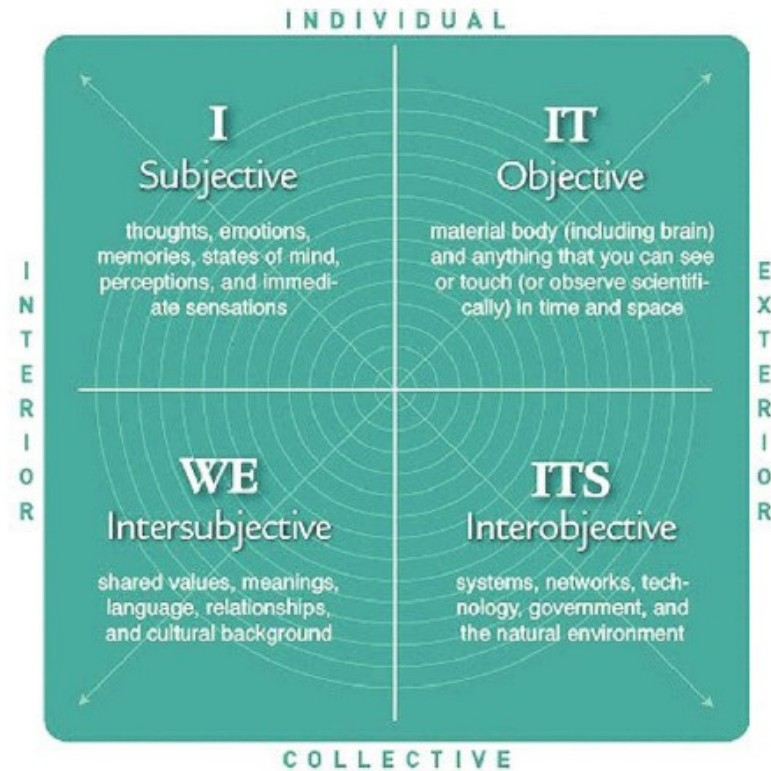 INDIVIDUAL
I
Subjective
thoughts, emotions,
memories, states of mind,
perceptions, and immedi-
ate sensations
IT
Objective
material body (including brain)
and anything that you can see
or touch (or observe scientifi-
cally) in time and space
INTERIOR
EXTERIOR
WE
Intersubjective
shared values, meanings,
language, relationships,
and cultural background
ITS
Interobjective
systems, networks, tech-
nology, government, and
the natural environment
COLLECTIVE